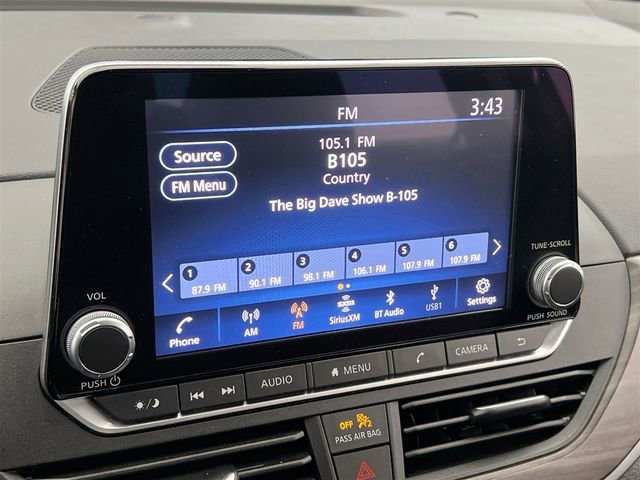 FM
3:43
Source
105.1 FM
B105
FM Menu
Country
The Big Dave Show B-105
1 2 3 4 5 6
87.9 FM 90.1 FM 98.1 FM 106.1 FM 107.9 FM 107.9 FM
Phone
AM
FM
SXM
SiriusXM
BT Audio
USB1
Settings
VOL
PUSH
TUNE·SCROLL
PUSH SOUND
AUDIO
MENU
CAMERA
OFF 2
PASS AIR BAG